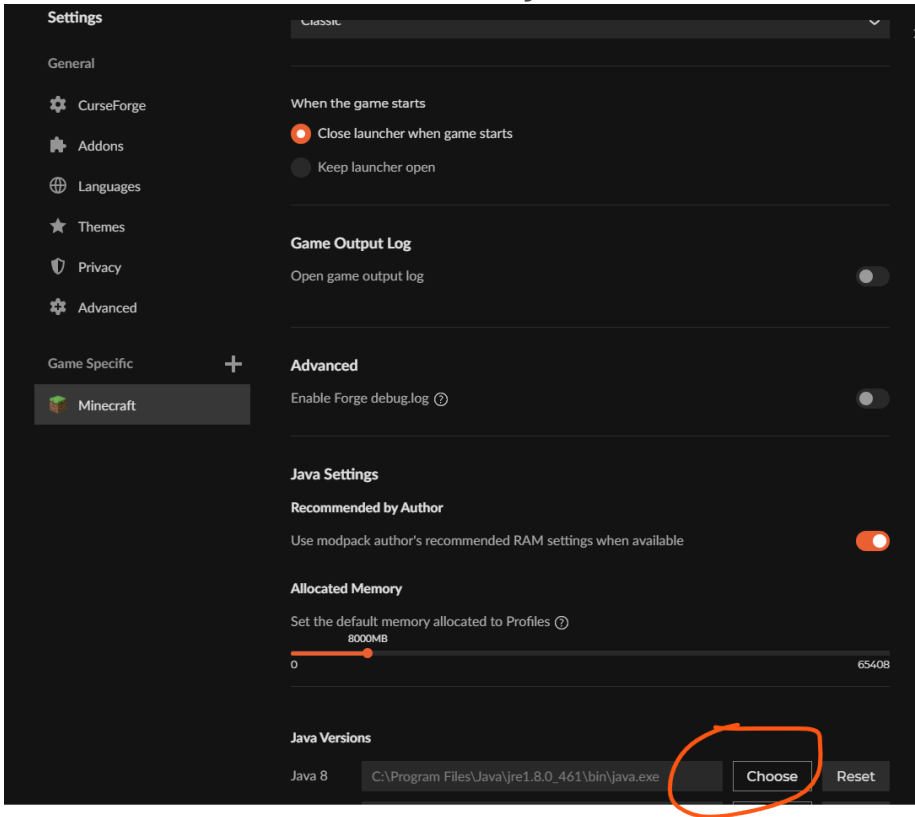 Settings
Classic
General
CurseForge
When the game starts
Close launcher when game starts
Addons
Keep launcher open
Languages
Themes
Game Output Log
Privacy
Open game output log
Advanced
Game Specific
Advanced
Minecraft
Enable Forge debug.log ?
Java Settings
Recommended by Author
Use modpack author's recommended RAM settings when available
Allocated Memory
Set the default memory allocated to Profiles ?
8000MB
0 65408
Java Versions
Java 8 C:\Program Files\Java\jre1.8.0_461\bin\java.exe Choose Reset